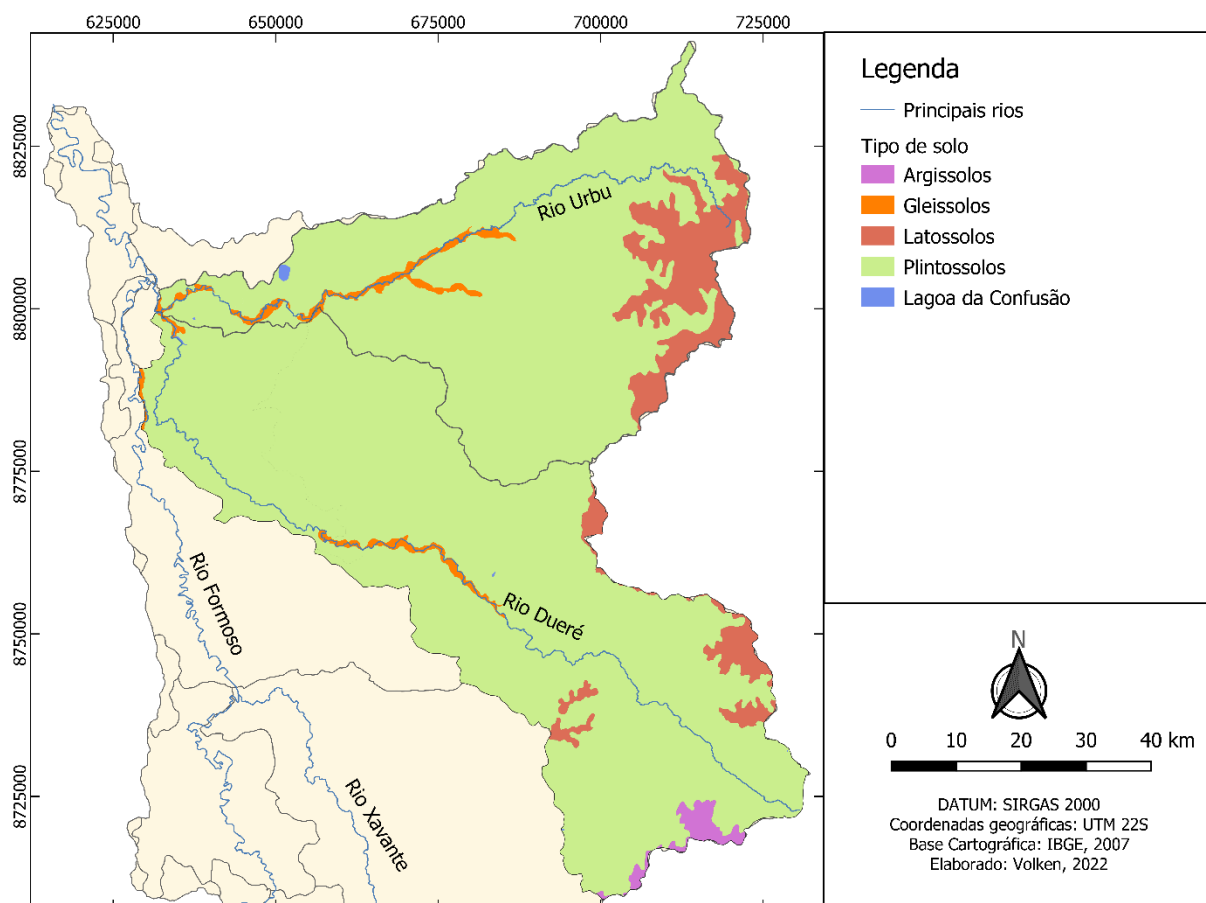 625000
650000
675000
700000
725000
8825000
8800000
8775000
8750000
8725000
Rio Urbu
Rio Formoso
Rio Dueré
Rio Xavante
Legenda
Principais rios
Tipo de solo
Argissolos
Gleissolos
Latossolos
Plintossolos
Lagoa da Confusão
N
0 10 20 30 40 km
DATUM: SIRGAS 2000
Coordenadas geográficas: UTM 22S
Base Cartográfica: IBGE, 2007
Elaborado: Volken, 2022